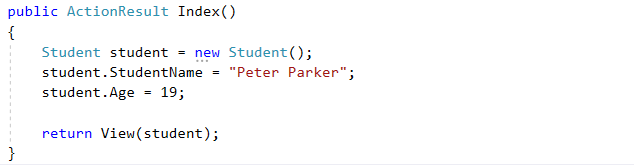 public ActionResult Index()
{
Student student = new Student();
student.StudentName = "Peter Parker";
student.Age = 19;
return View(student);
}